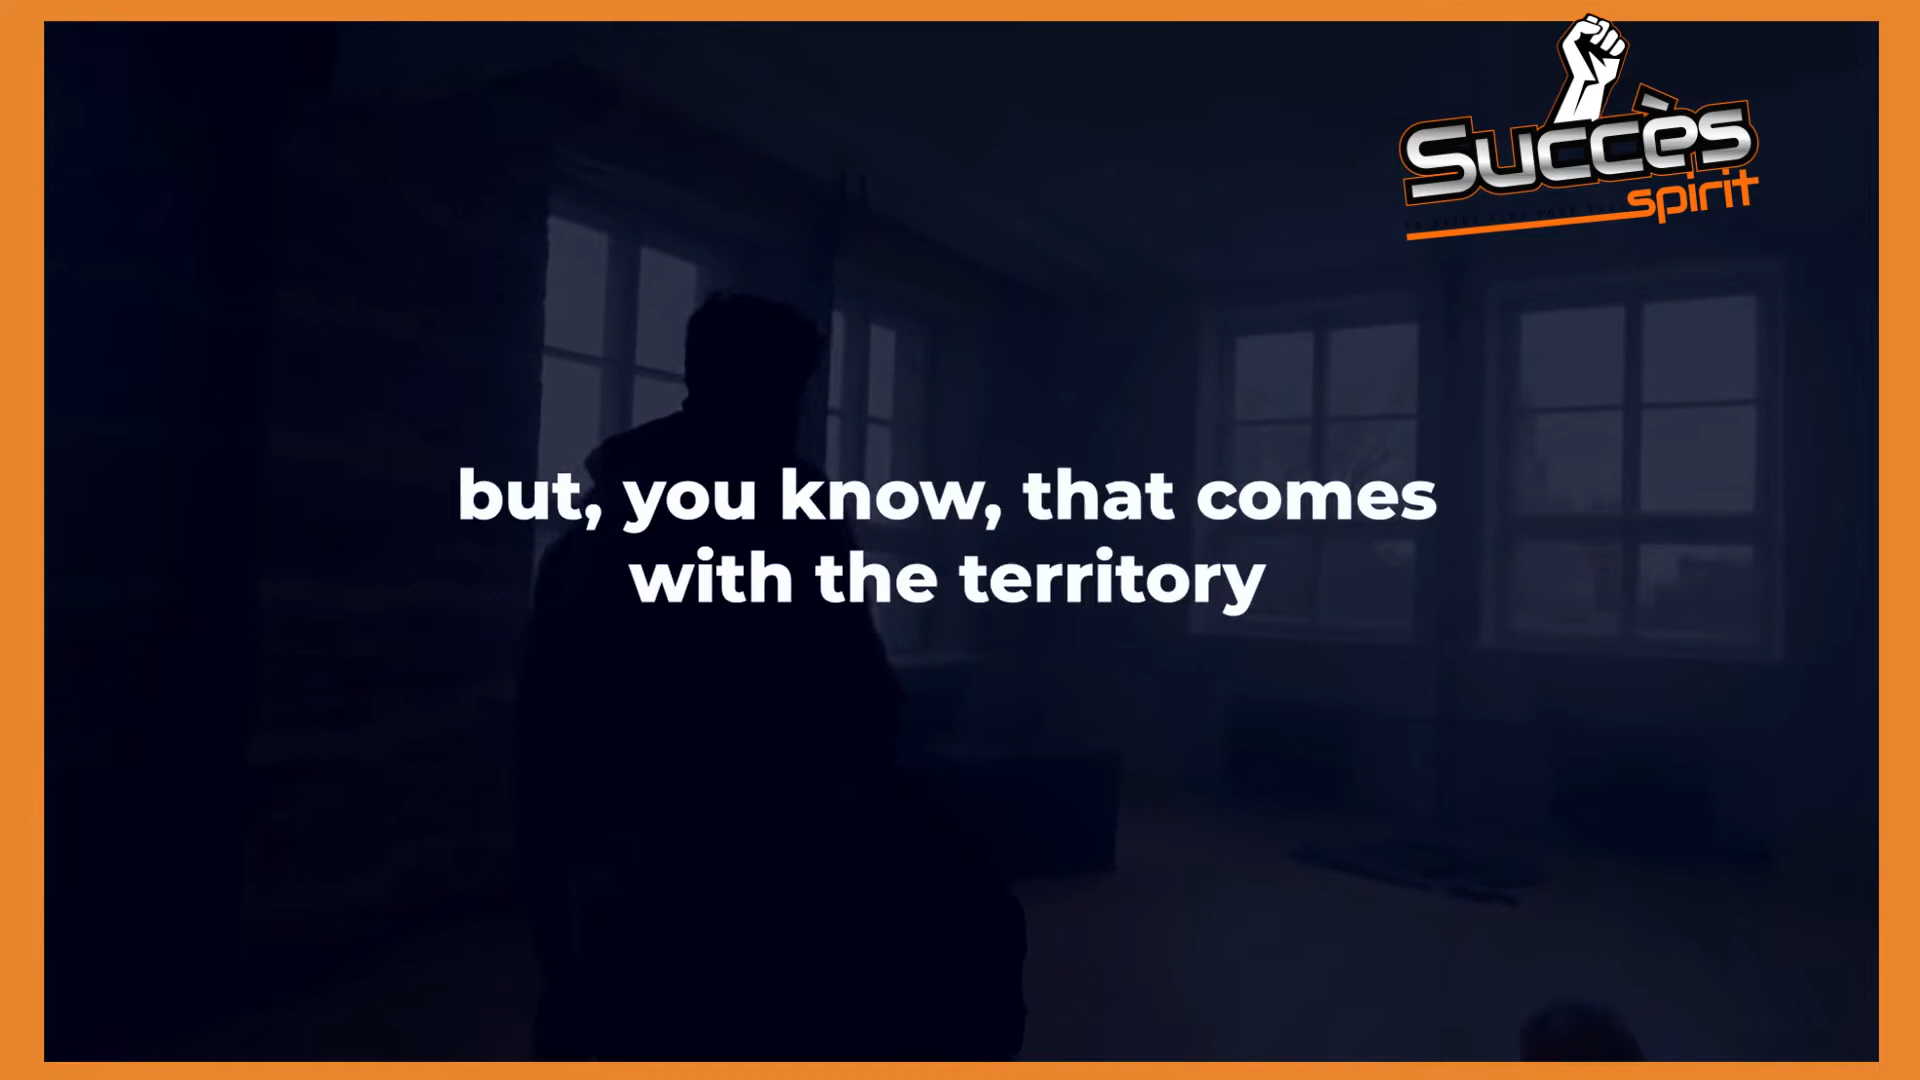 Succès
spirit
but, you know, that comes
with the territory